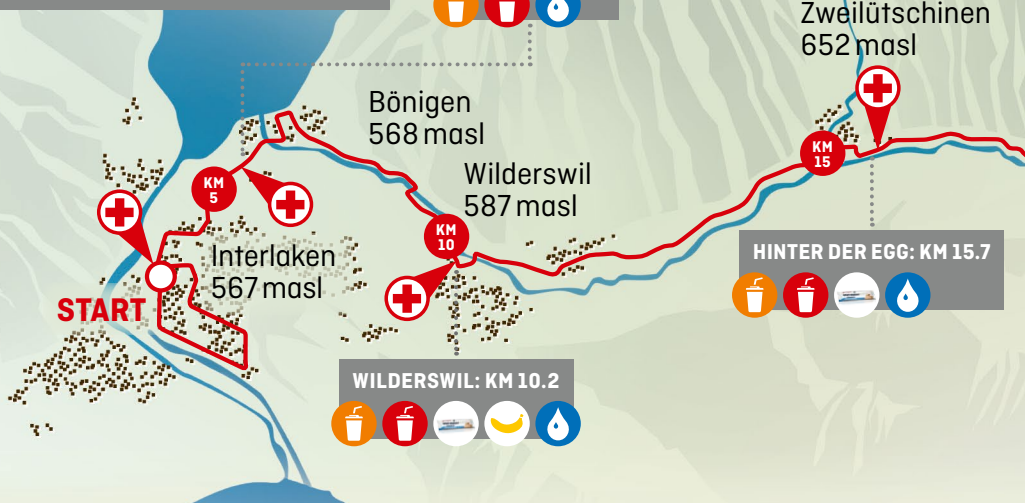 Zweilütschinen
652 masl
Bönigen
568 masl
KM
15
Wilderswil
587 masl
KM
5
KM
10
Interlaken
567 masl
HINTER DER EGG: KM 15.7
START
WILDERSWIL: KM 10.2